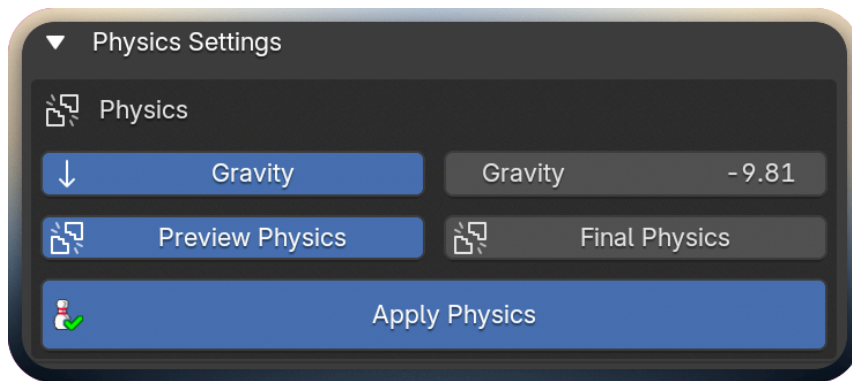 Physics Settings
Physics
Gravity Gravity -9.81
Preview Physics Final Physics
Apply Physics